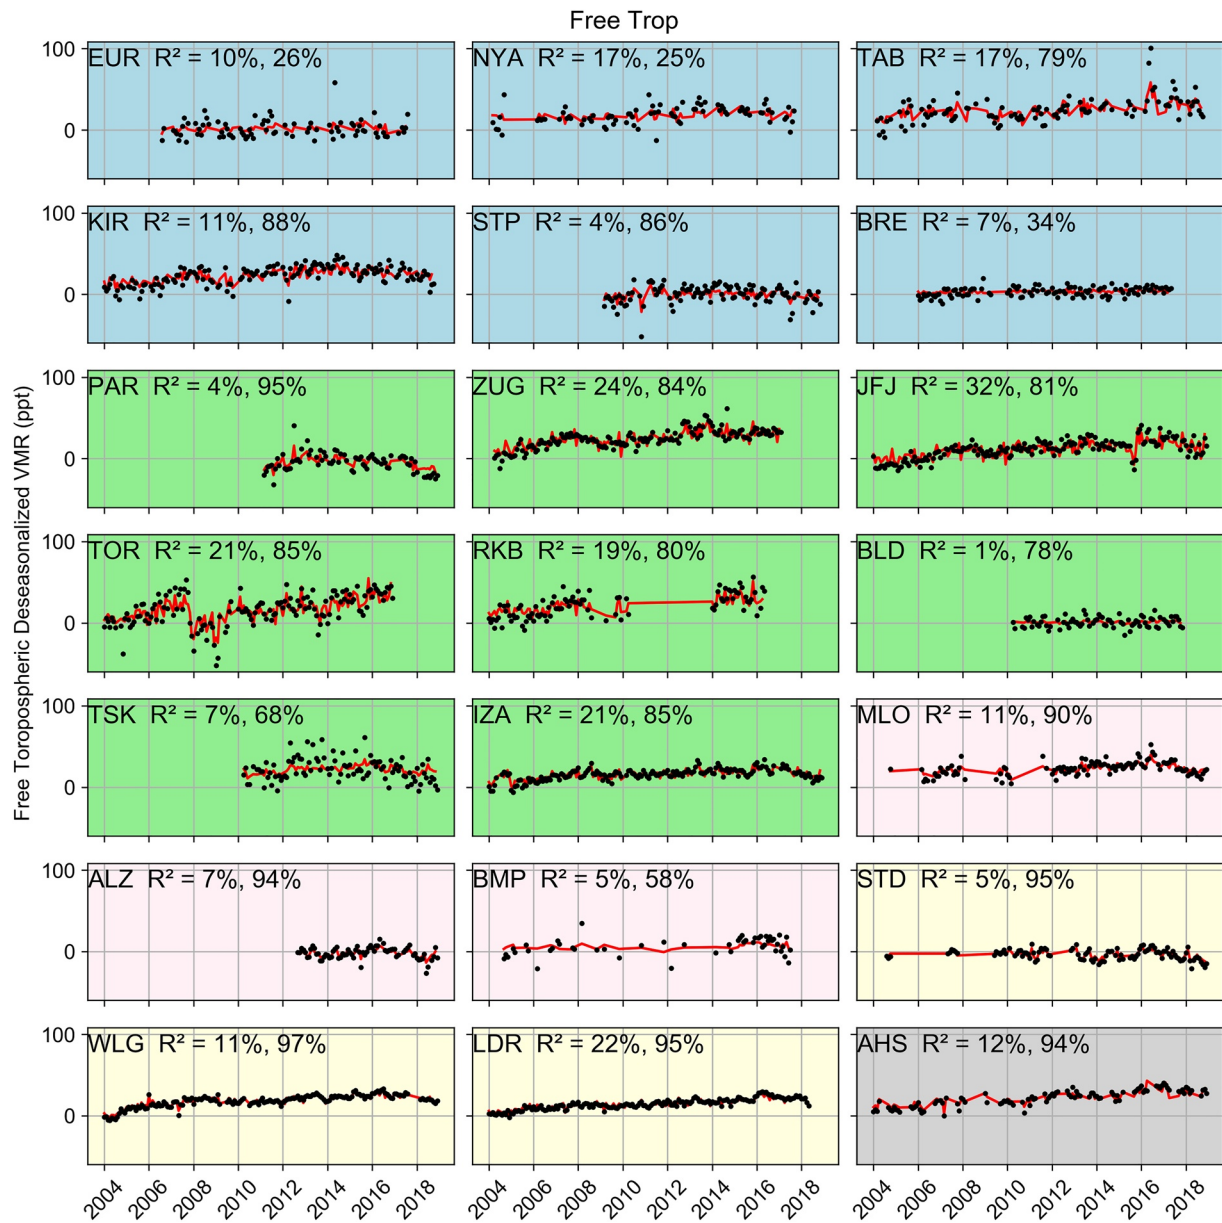 Free Trop
Free Toropospheric Deseasonalized VMR (ppt)
100
0
EUR R² = 10%, 26%
NYA R² = 17%, 25%
TAB R² = 17%, 79%
100
0
KIR R² = 11%, 88%
STP R² = 4%, 86%
BRE R² = 7%, 34%
100
0
PAR R² = 4%, 95%
ZUG R² = 24%, 84%
JFJ R² = 32%, 81%
100
0
TOR R² = 21%, 85%
RKB R² = 19%, 80%
BLD R² = 1%, 78%
100
0
TSK R² = 7%, 68%
IZA R² = 21%, 85%
MLO R² = 11%, 90%
100
0
ALZ R² = 7%, 94%
BMP R² = 5%, 58%
STD R² = 5%, 95%
100
0
WLG R² = 11%, 97%
LDR R² = 22%, 95%
AHS R² = 12%, 94%
2004 2006 2008 2010 2012 2014 2016 2018
2004 2006 2008 2010 2012 2014 2016 2018
2004 2006 2008 2010 2012 2014 2016 2018